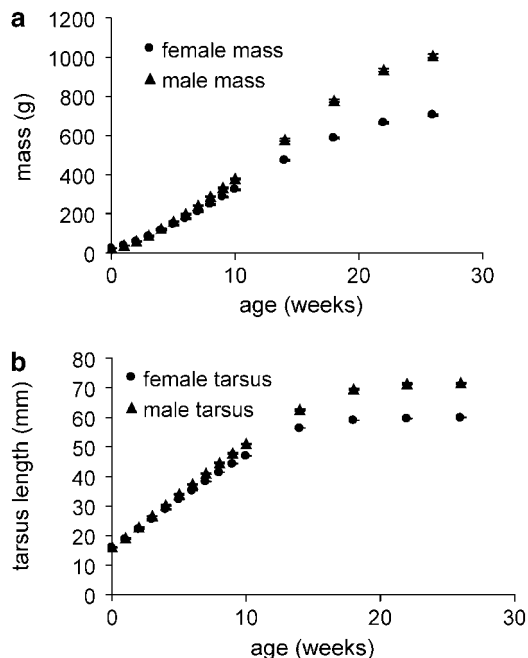 a
1200
1000
800
600
400
200
0
mass (g)
female mass
male mass
0 10 20 30
age (weeks)
b
80
70
60
50
40
30
20
10
0
tarsus length (mm)
female tarsus
male tarsus
0 10 20 30
age (weeks)